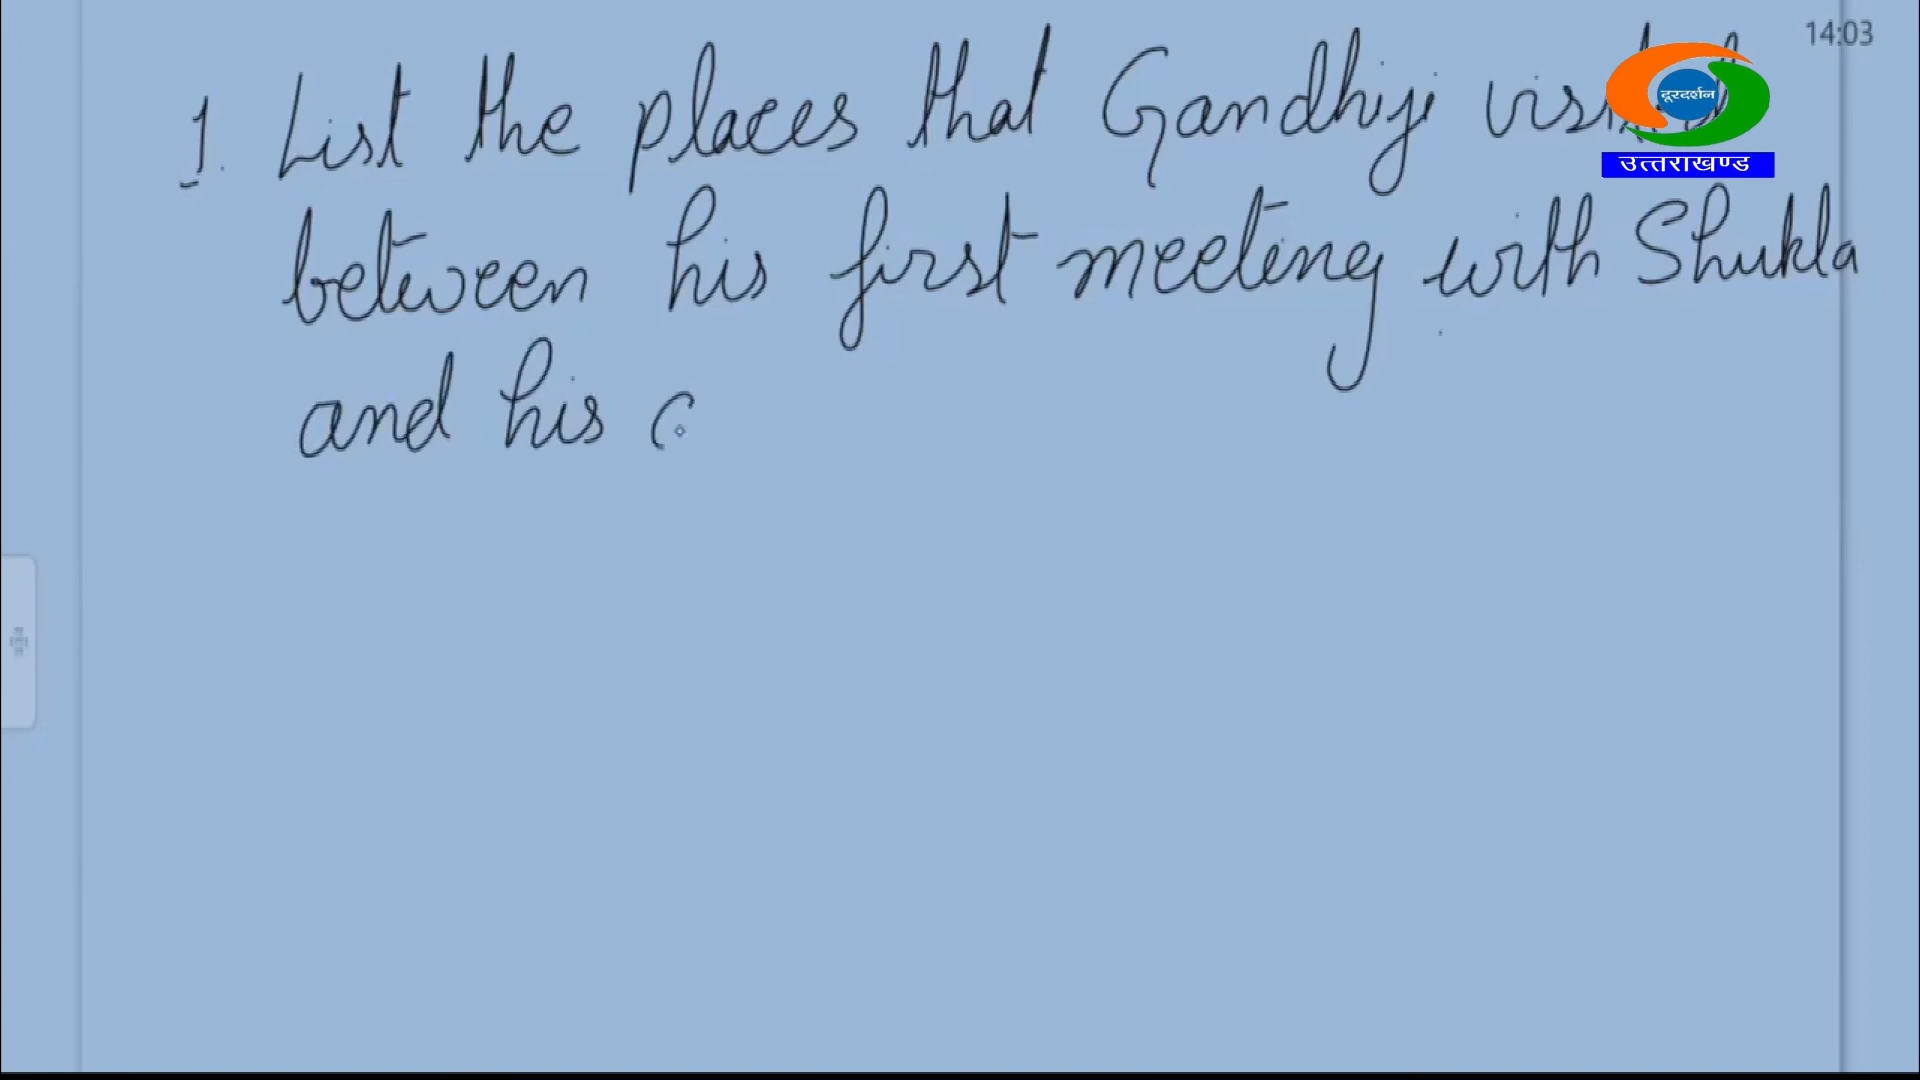 14:03
1. List the places that Gandhiji visited
दूरदर्शन
उत्तराखण्ड
between his first meeting with Shukla
and his